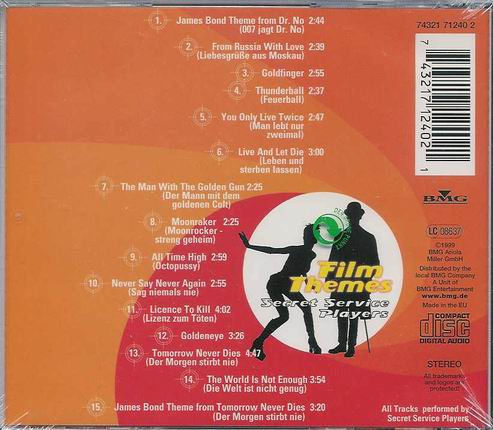 1. James Bond Theme from Dr. No 2:44
(007 jagt Dr. No)
2. From Russia With Love 2:39
(Liebesgrüße aus Moskau)
3. Goldfinger 2:55
4. Thunderball 2:37
(Feuerball)
5. You Only Live Twice 2:47
(Man lebt nur
zweimal)
6. Live And Let Die 3:00
(Leben und
sterben lassen)
7. The Man With The Golden Gun 2:25
(Der Mann mit dem
goldenen Colt)
8. Moonraker 2:25
(Moonrocker -
streng geheim)
9. All Time High 2:59
(Octopussy)
10. Never Say Never Again 2:55
(Sag niemals nie)
11. Licence To Kill 4:02
(Lizenz zum Töten)
12. Goldeneye 3:26
13. Tomorrow Never Dies 4:47
(Der Morgen stirbt nie)
14. The World Is Not Enough 3:54
(Die Welt ist nicht genug)
15. James Bond Theme from Tomorrow Never Dies 3:20
(Der Morgen stirbt nie)
Film
Themes
Secret Service
Players
74321 71240 2
7 43217 12402 1
BMG
LC 08637
©1999
BMG Ariola
Miller GmbH
Distributed by the
local BMG Company
A Unit of
BMG Entertainment
www.bmg.de
Made in the EU
COMPACT
disc
DIGITAL AUDIO
STEREO
All trademarks
and logos are
protected!
All Tracks performed by
Secret Service Players